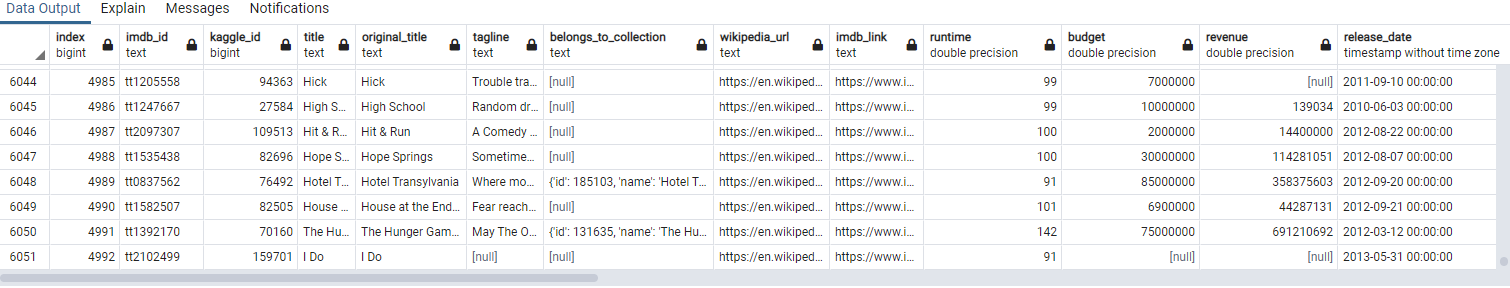 Data Output Explain Messages Notifications
index imdb_id kaggle_id title original_title tagline belongs_to_collection wikipedia_url imdb_link runtime budget revenue release_date
bigint text bigint text text text text text text double precision double precision double precision timestamp without time zone
6044 4985 tt1205558 94363 Hick Hick Trouble tra... [null] https://en.wikiped... https://www.i... 99 7000000 [null] 2011-09-10 00:00:00
6045 4986 tt1247667 27584 High S... High School Random dr... [null] https://en.wikiped... https://www.i... 99 10000000 139034 2010-06-03 00:00:00
6046 4987 tt2097307 109513 Hit & R... Hit & Run A Comedy ... [null] https://en.wikiped... https://www.i... 100 2000000 14400000 2012-08-22 00:00:00
6047 4988 tt1535438 82696 Hope S... Hope Springs Sometime... [null] https://en.wikiped... https://www.i... 100 30000000 114281051 2012-08-07 00:00:00
6048 4989 tt0837562 76492 Hotel T... Hotel Transylvania Where mo... {'id': 185103, 'name': 'Hotel T... https://en.wikiped... https://www.i... 91 85000000 358375603 2012-09-20 00:00:00
6049 4990 tt1582507 82505 House ... House at the End... Fear reach... [null] https://en.wikiped... https://www.i... 101 6900000 44287131 2012-09-21 00:00:00
6050 4991 tt1392170 70160 The Hu... The Hunger Gam... May The O... {'id': 131635, 'name': 'The Hu... https://en.wikiped... https://www.i... 142 75000000 691210692 2012-03-12 00:00:00
6051 4992 tt2102499 159701 I Do I Do [null] [null] https://en.wikiped... https://www.i... 91 [null] [null] 2013-05-31 00:00:00